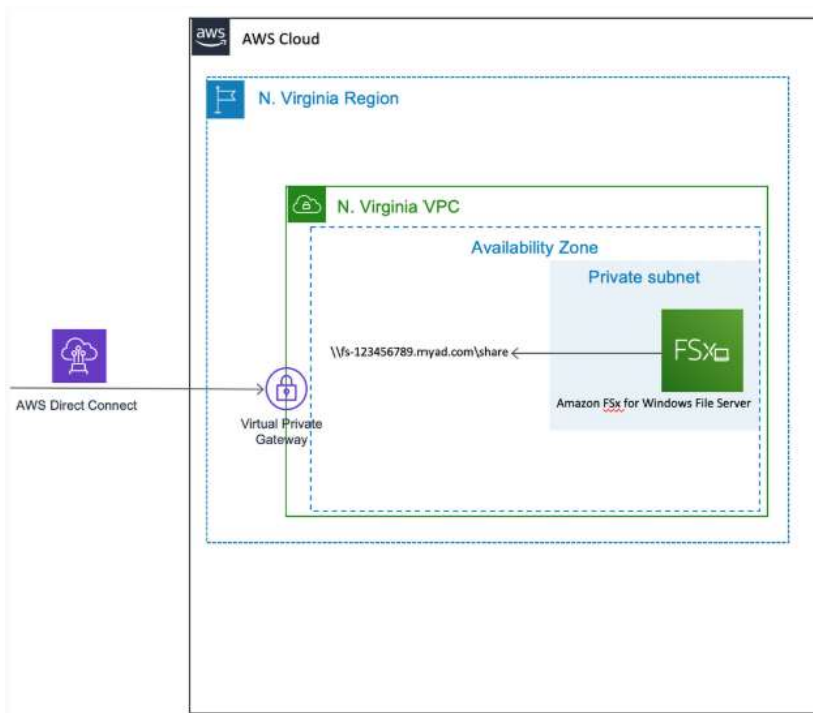 aws
AWS Cloud
N. Virginia Region
N. Virginia VPC
Availability Zone
Private subnet
\\fs-123456789.myad.com\share
FSx
Amazon FSx for Windows File Server
AWS Direct Connect
Virtual Private
Gateway